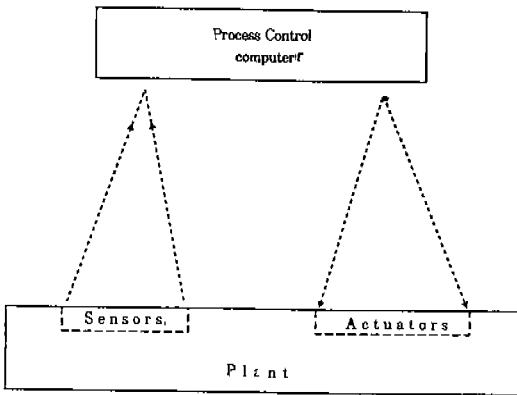 Process Control
computer
Sensors
Actuators
Plant